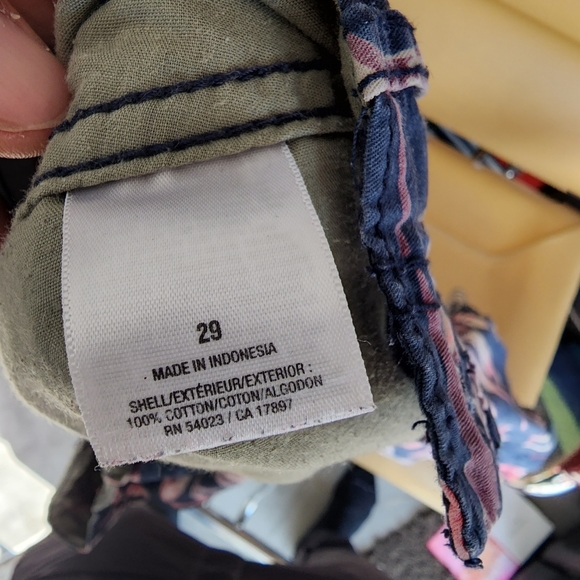 29
MADE IN INDONESIA
SHELL/EXTÉRIEUR/EXTERIOR :
100% COTTON/COTON/ALGODON
RN 54023 / CA 17897